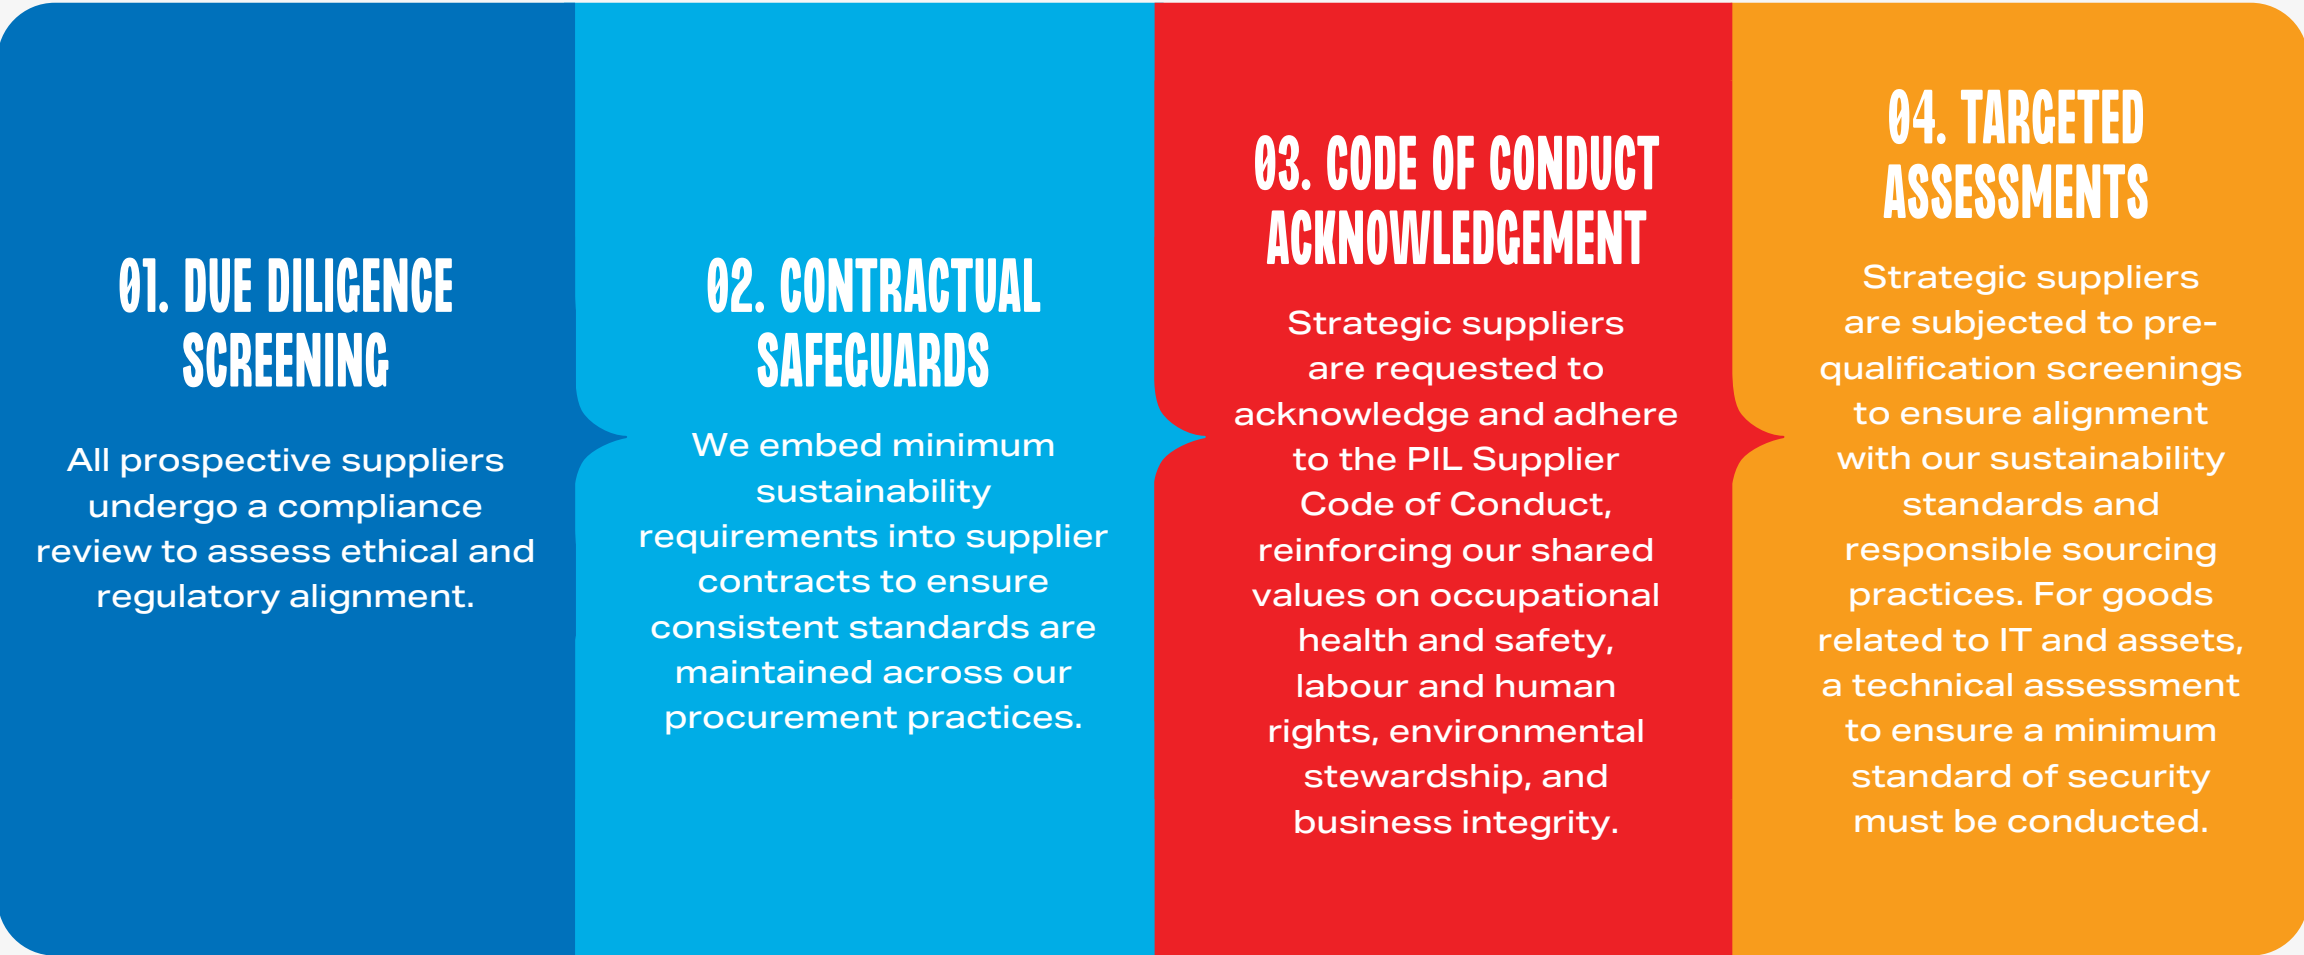 01. DUE DILIGENCE
SCREENING
All prospective suppliers
undergo a compliance
review to assess ethical and
regulatory alignment.
02. CONTRACTUAL
SAFEGUARDS
We embed minimum
sustainability
requirements into supplier
contracts to ensure
consistent standards are
maintained across our
procurement practices.
03. CODE OF CONDUCT
ACKNOWLEDGEMENT
Strategic suppliers
are requested to
acknowledge and adhere
to the PIL Supplier
Code of Conduct,
reinforcing our shared
values on occupational
health and safety,
labour and human
rights, environmental
stewardship, and
business integrity.
04. TARGETED
ASSESSMENTS
Strategic suppliers
are subjected to pre-
qualification screenings
to ensure alignment
with our sustainability
standards and
responsible sourcing
practices. For goods
related to IT and assets,
a technical assessment
to ensure a minimum
standard of security
must be conducted.